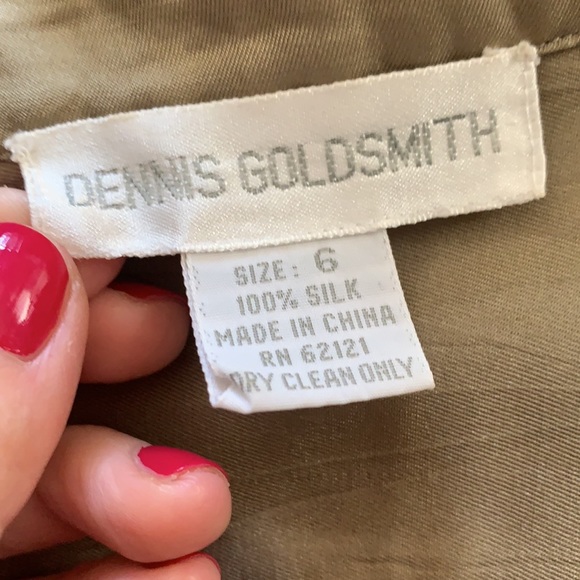 DENNIS GOLDSMITH
SIZE: 6
100% SILK
MADE IN CHINA
RN 62121
DRY CLEAN ONLY